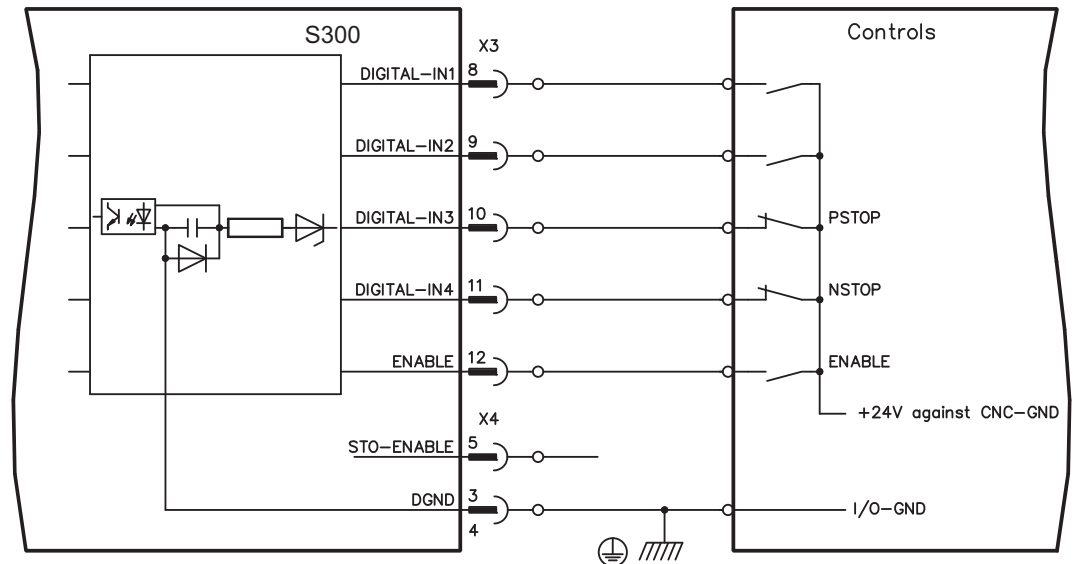 S300
Controls
X3
DIGITAL-IN1
8
DIGITAL-IN2
9
DIGITAL-IN3
10
PSTOP
DIGITAL-IN4
11
NSTOP
ENABLE
12
ENABLE
+24V against CNC-GND
X4
STO-ENABLE
5
DGND
3
I/O-GND
4